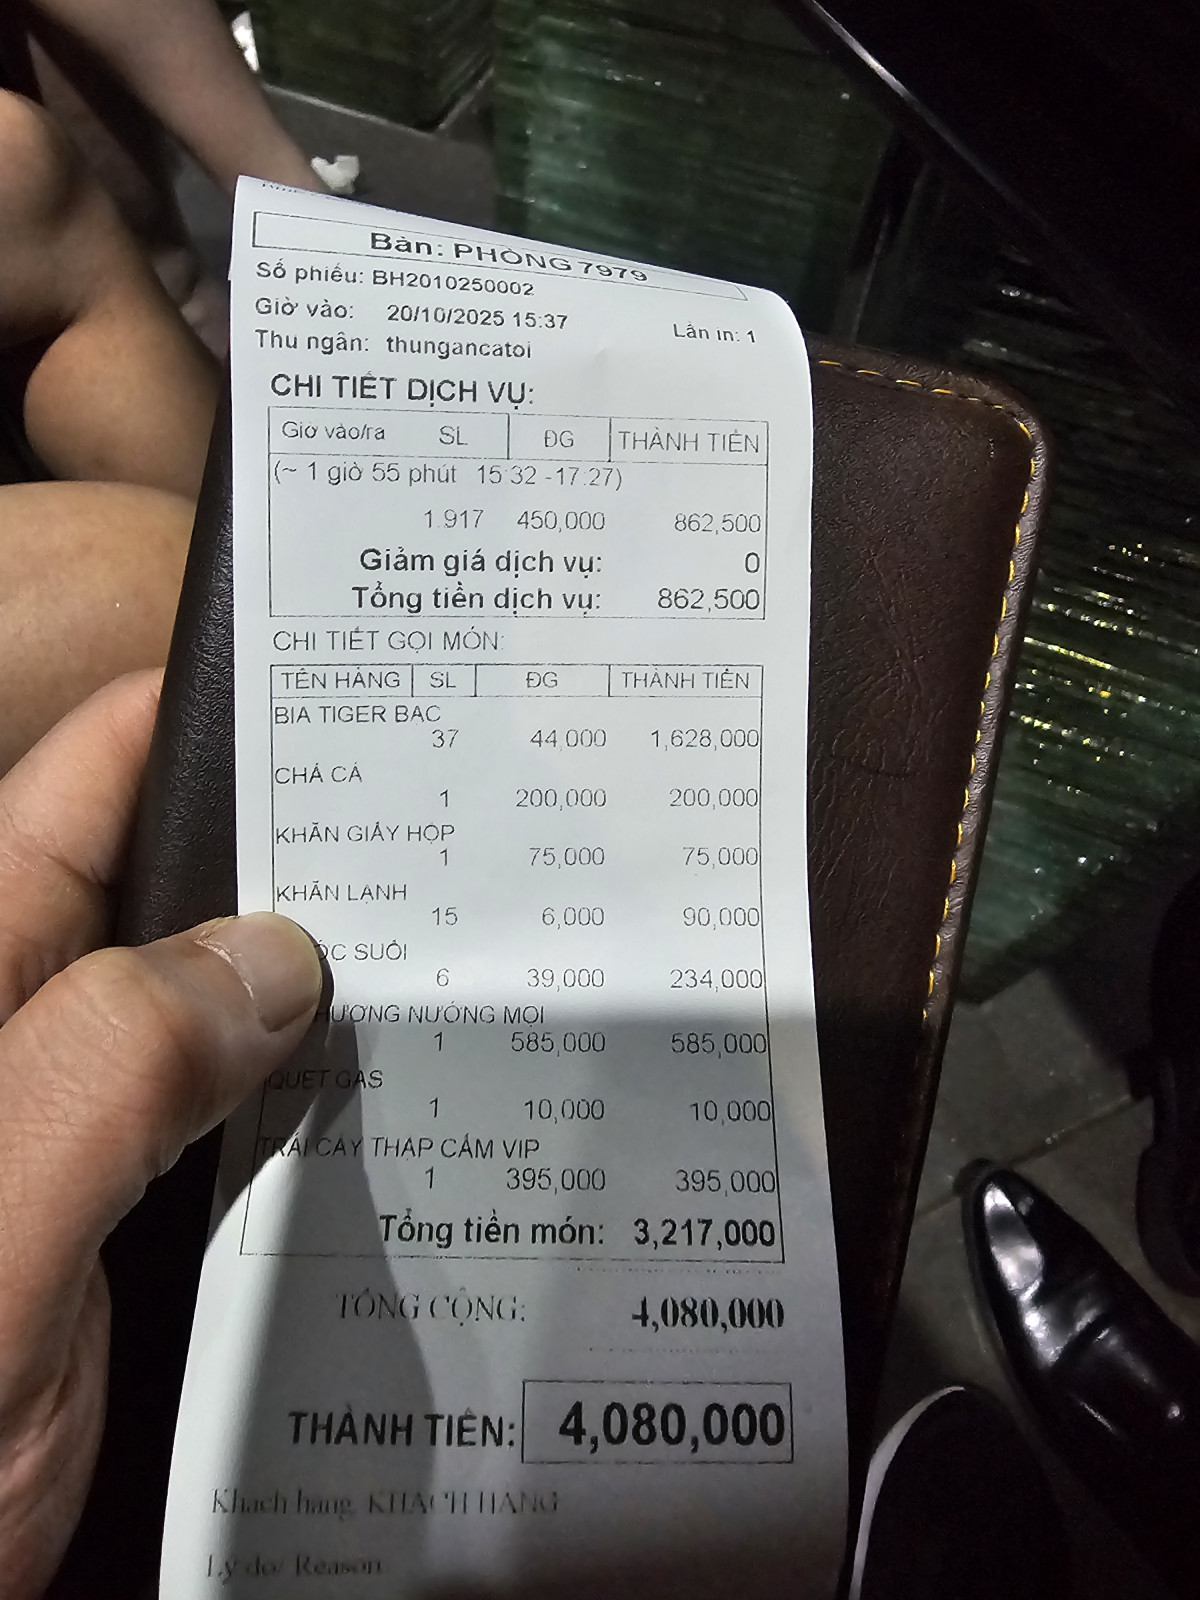 Bàn: PHÒNG 7979
Số phiếu: BH2010250002
Giờ vào: 20/10/2025 15:37
Lần in: 1
Thu ngân: thungancatoi
CHI TIẾT DỊCH VỤ:
Giờ vào/ra SL ĐG THÀNH TIỀN
(~ 1 giờ 55 phút 15:32 -17:27)
1.917 450,000 862,500
Giảm giá dịch vụ: 0
Tổng tiền dịch vụ: 862,500
CHI TIẾT GỌI MÓN:
TÊN HÀNG SL ĐG THÀNH TIỀN
BIA TIGER BẠC
37 44,000 1,628,000
CHẢ CÁ
1 200,000 200,000
KHĂN GIẤY HỘP
1 75,000 75,000
KHĂN LẠNH
15 6,000 90,000
SUỐI
6 39,000 234,000
NƯỚNG MỌI
1 585,000 585,000
QUẸT GAS
1 10,000 10,000
TRÁI CÂY THẬP CẨM VIP
1 395,000 395,000
Tổng tiền món: 3,217,000
TỔNG CỘNG: 4,080,000
THÀNH TIỀN: 4,080,000
Khách hàng: KHÁCH HÀNG
Lý do/ Reason